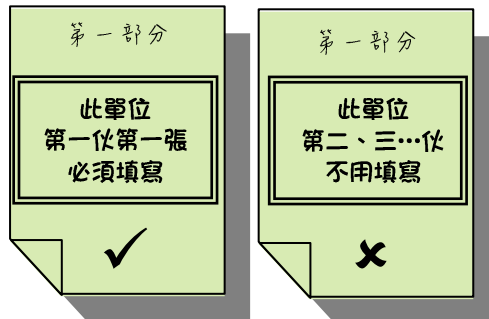 第一部分
此單位
第一伙第一張
必須填寫
✓
第一部分
此單位
第二、三…伙
不用填寫
✘